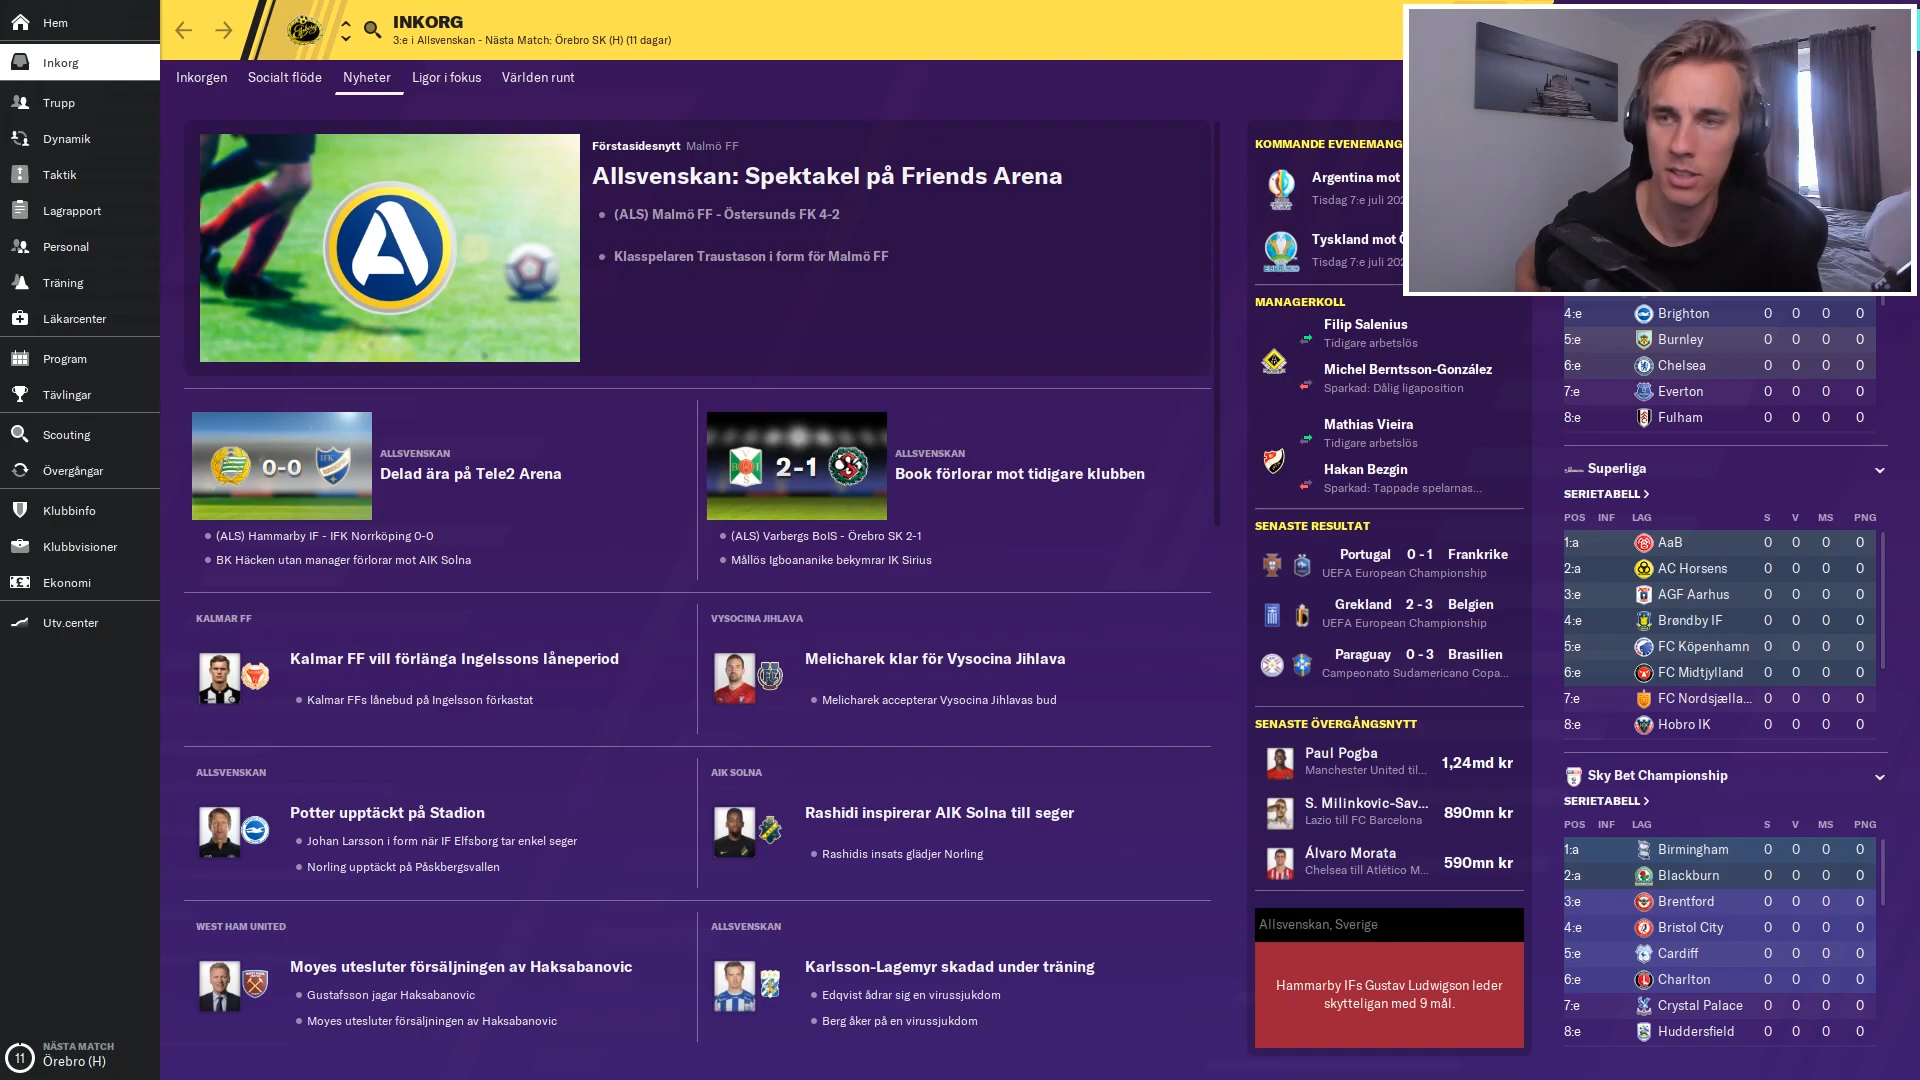 Hem
Inkorg
Trupp
Dynamik
Taktik
Lagrapport
Personal
Träning
Läkarcenter
Program
Tävlingar
Scouting
Övergångar
Klubbinfo
Klubbvisioner
Ekonomi
Utv.center
11
NÄSTA MATCH
Örebro (H)
INKORG
3:e i Allsvenskan - Nästa Match: Örebro SK (H) (11 dagar)
Inkorgen Socialt flöde Nyheter Ligor i fokus Världen runt
Förstasidesnytt Malmö FF
Allsvenskan: Spektakel på Friends Arena
(ALS) Malmö FF - Östersunds FK 4-2
Klasspelaren Traustason i form för Malmö FF
0-0
ALLSVENSKAN
Delad ära på Tele2 Arena
(ALS) Hammarby IF - IFK Norrköping 0-0
BK Häcken utan manager förlorar mot AIK Solna
2-1
ALLSVENSKAN
Book förlorar mot tidigare klubben
(ALS) Varbergs BoIS - Örebro SK 2-1
Mållös Igboananike bekymrar IK Sirius
KALMAR FF
Kalmar FF vill förlänga Ingelssons låneperiod
Kalmar FFs lånebud på Ingelsson förkastat
VYSOCINA JIHLAVA
Melicharek klar för Vysocina Jihlava
Melicharek accepterar Vysocina Jihlavas bud
ALLSVENSKAN
Potter upptäckt på Stadion
Johan Larsson i form när IF Elfsborg tar enkel seger
Norling upptäckt på Påskbergsvallen
AIK SOLNA
Rashidi inspirerar AIK Solna till seger
Rashidis insats glädjer Norling
WEST HAM UNITED
Moyes utesluter försäljningen av Haksabanovic
Gustafsson jagar Haksabanovic
Moyes utesluter försäljningen av Haksabanovic
ALLSVENSKAN
Karlsson-Lagemyr skadad under träning
Edqvist ådrar sig en virussjukdom
Berg åker på en virussjukdom
KOMMANDE EVENEMANG
Argentina mot
Tisdag 7:e juli
Tyskland mot
Tisdag 7:e juli
MANAGERKOLL
Filip Salenius
Tidigare arbetslös
Michel Berntsson-González
Sparkad: Dålig ligaposition
Mathias Vieira
Tidigare arbetslös
Hakan Bezgin
Sparkad: Tappade spelarnas...
SENASTE RESULTAT
Portugal 0 - 1 Frankrike
UEFA European Championship
Grekland 2 - 3 Belgien
UEFA European Championship
Paraguay 0 - 3 Brasilien
Campeonato Sudamericano Copa...
SENASTE ÖVERGÅNGSNYTT
Paul Pogba
Manchester United til...
1,24md kr
S. Milinkovic-Sav...
Lazio till FC Barcelona
890mn kr
Álvaro Morata
Chelsea till Atlético M...
590mn kr
Allsvenskan, Sverige
Hammarby IFs Gustav Ludwigson leder
skytteligan med 9 mål.
4:e Brighton 0 0 0 0
5:e Burnley 0 0 0 0
6:e Chelsea 0 0 0 0
7:e Everton 0 0 0 0
8:e Fulham 0 0 0 0
Superliga
SERIETABELL
POS INF LAG S V MS PNG
1:a AaB 0 0 0 0
2:a AC Horsens 0 0 0 0
3:e AGF Aarhus 0 0 0 0
4:e Brøndby IF 0 0 0 0
5:e FC Köpenhamn 0 0 0 0
6:e FC Midtjylland 0 0 0 0
7:e FC Nordsjælla... 0 0 0 0
8:e Hobro IK 0 0 0 0
Sky Bet Championship
SERIETABELL
POS INF LAG S V MS PNG
1:a Birmingham 0 0 0 0
2:a Blackburn 0 0 0 0
3:e Brentford 0 0 0 0
4:e Bristol City 0 0 0 0
5:e Cardiff 0 0 0 0
6:e Charlton 0 0 0 0
7:e Crystal Palace 0 0 0 0
8:e Huddersfield 0 0 0 0